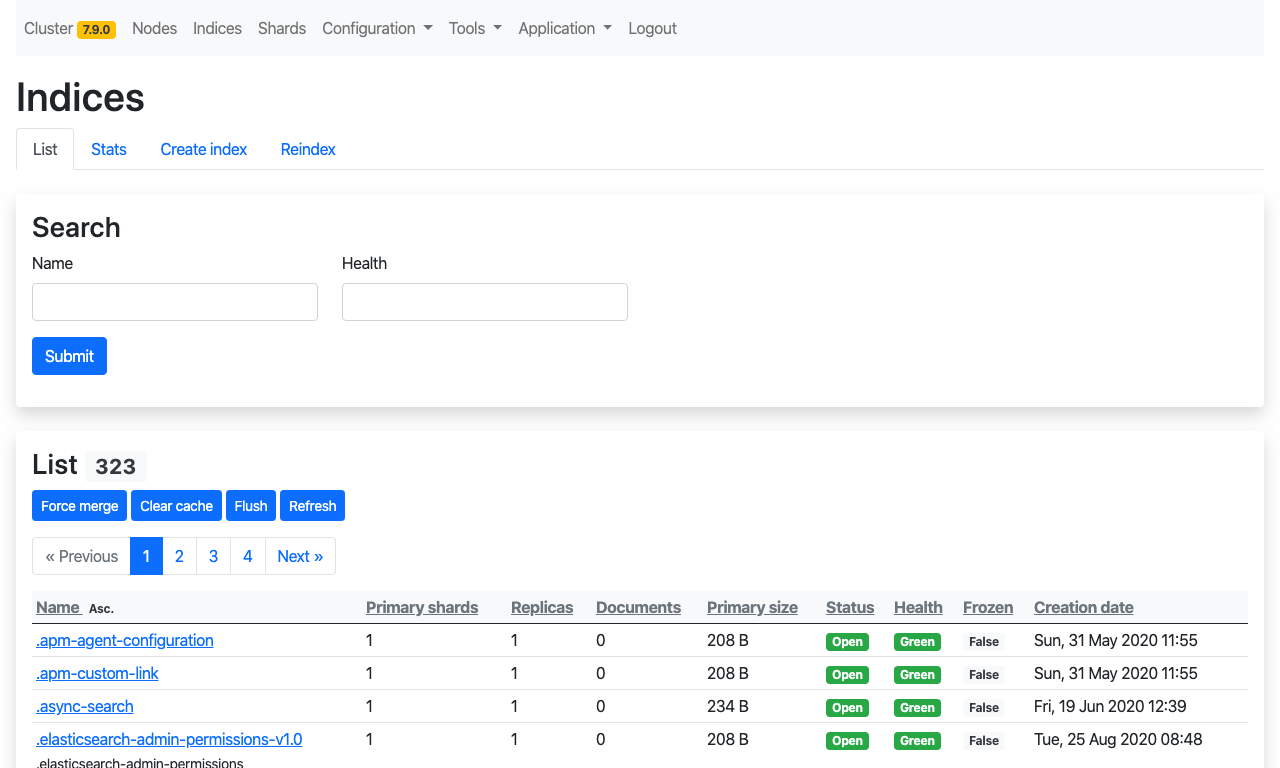 Cluster 7.9.0 Nodes Indices Shards Configuration Tools Application Logout
Indices
List Stats Create index Reindex
Search
Name Health
Submit
List 323
Force merge Clear cache Flush Refresh
« Previous 1 2 3 4 Next »
Name Asc. Primary shards Replicas Documents Primary size Status Health Frozen Creation date
.apm-agent-configuration 1 1 0 208 B Open Green False Sun, 31 May 2020 11:55
.apm-custom-link 1 1 0 208 B Open Green False Sun, 31 May 2020 11:55
.async-search 1 1 0 234 B Open Green False Fri, 19 Jun 2020 12:39
.elasticsearch-admin-permissions-v1.0 1 1 0 208 B Open Green False Tue, 25 Aug 2020 08:48
.elasticsearch-admin-permissions